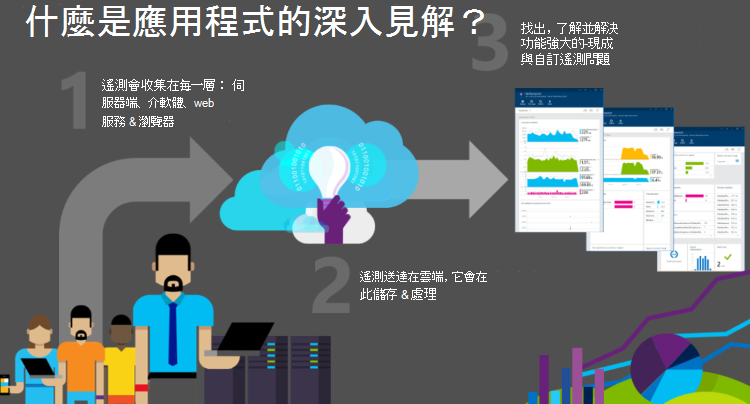 什麼是應用程式的深入見解？
1
遙測會收集在每一層： 伺
服器端、介軟體、web
服務 & 瀏覽器
2
遙測送達在雲端, 它會在
此儲存 & 處理
3
找出, 了解並解決
功能強大的-現成
與自訂遙測問題